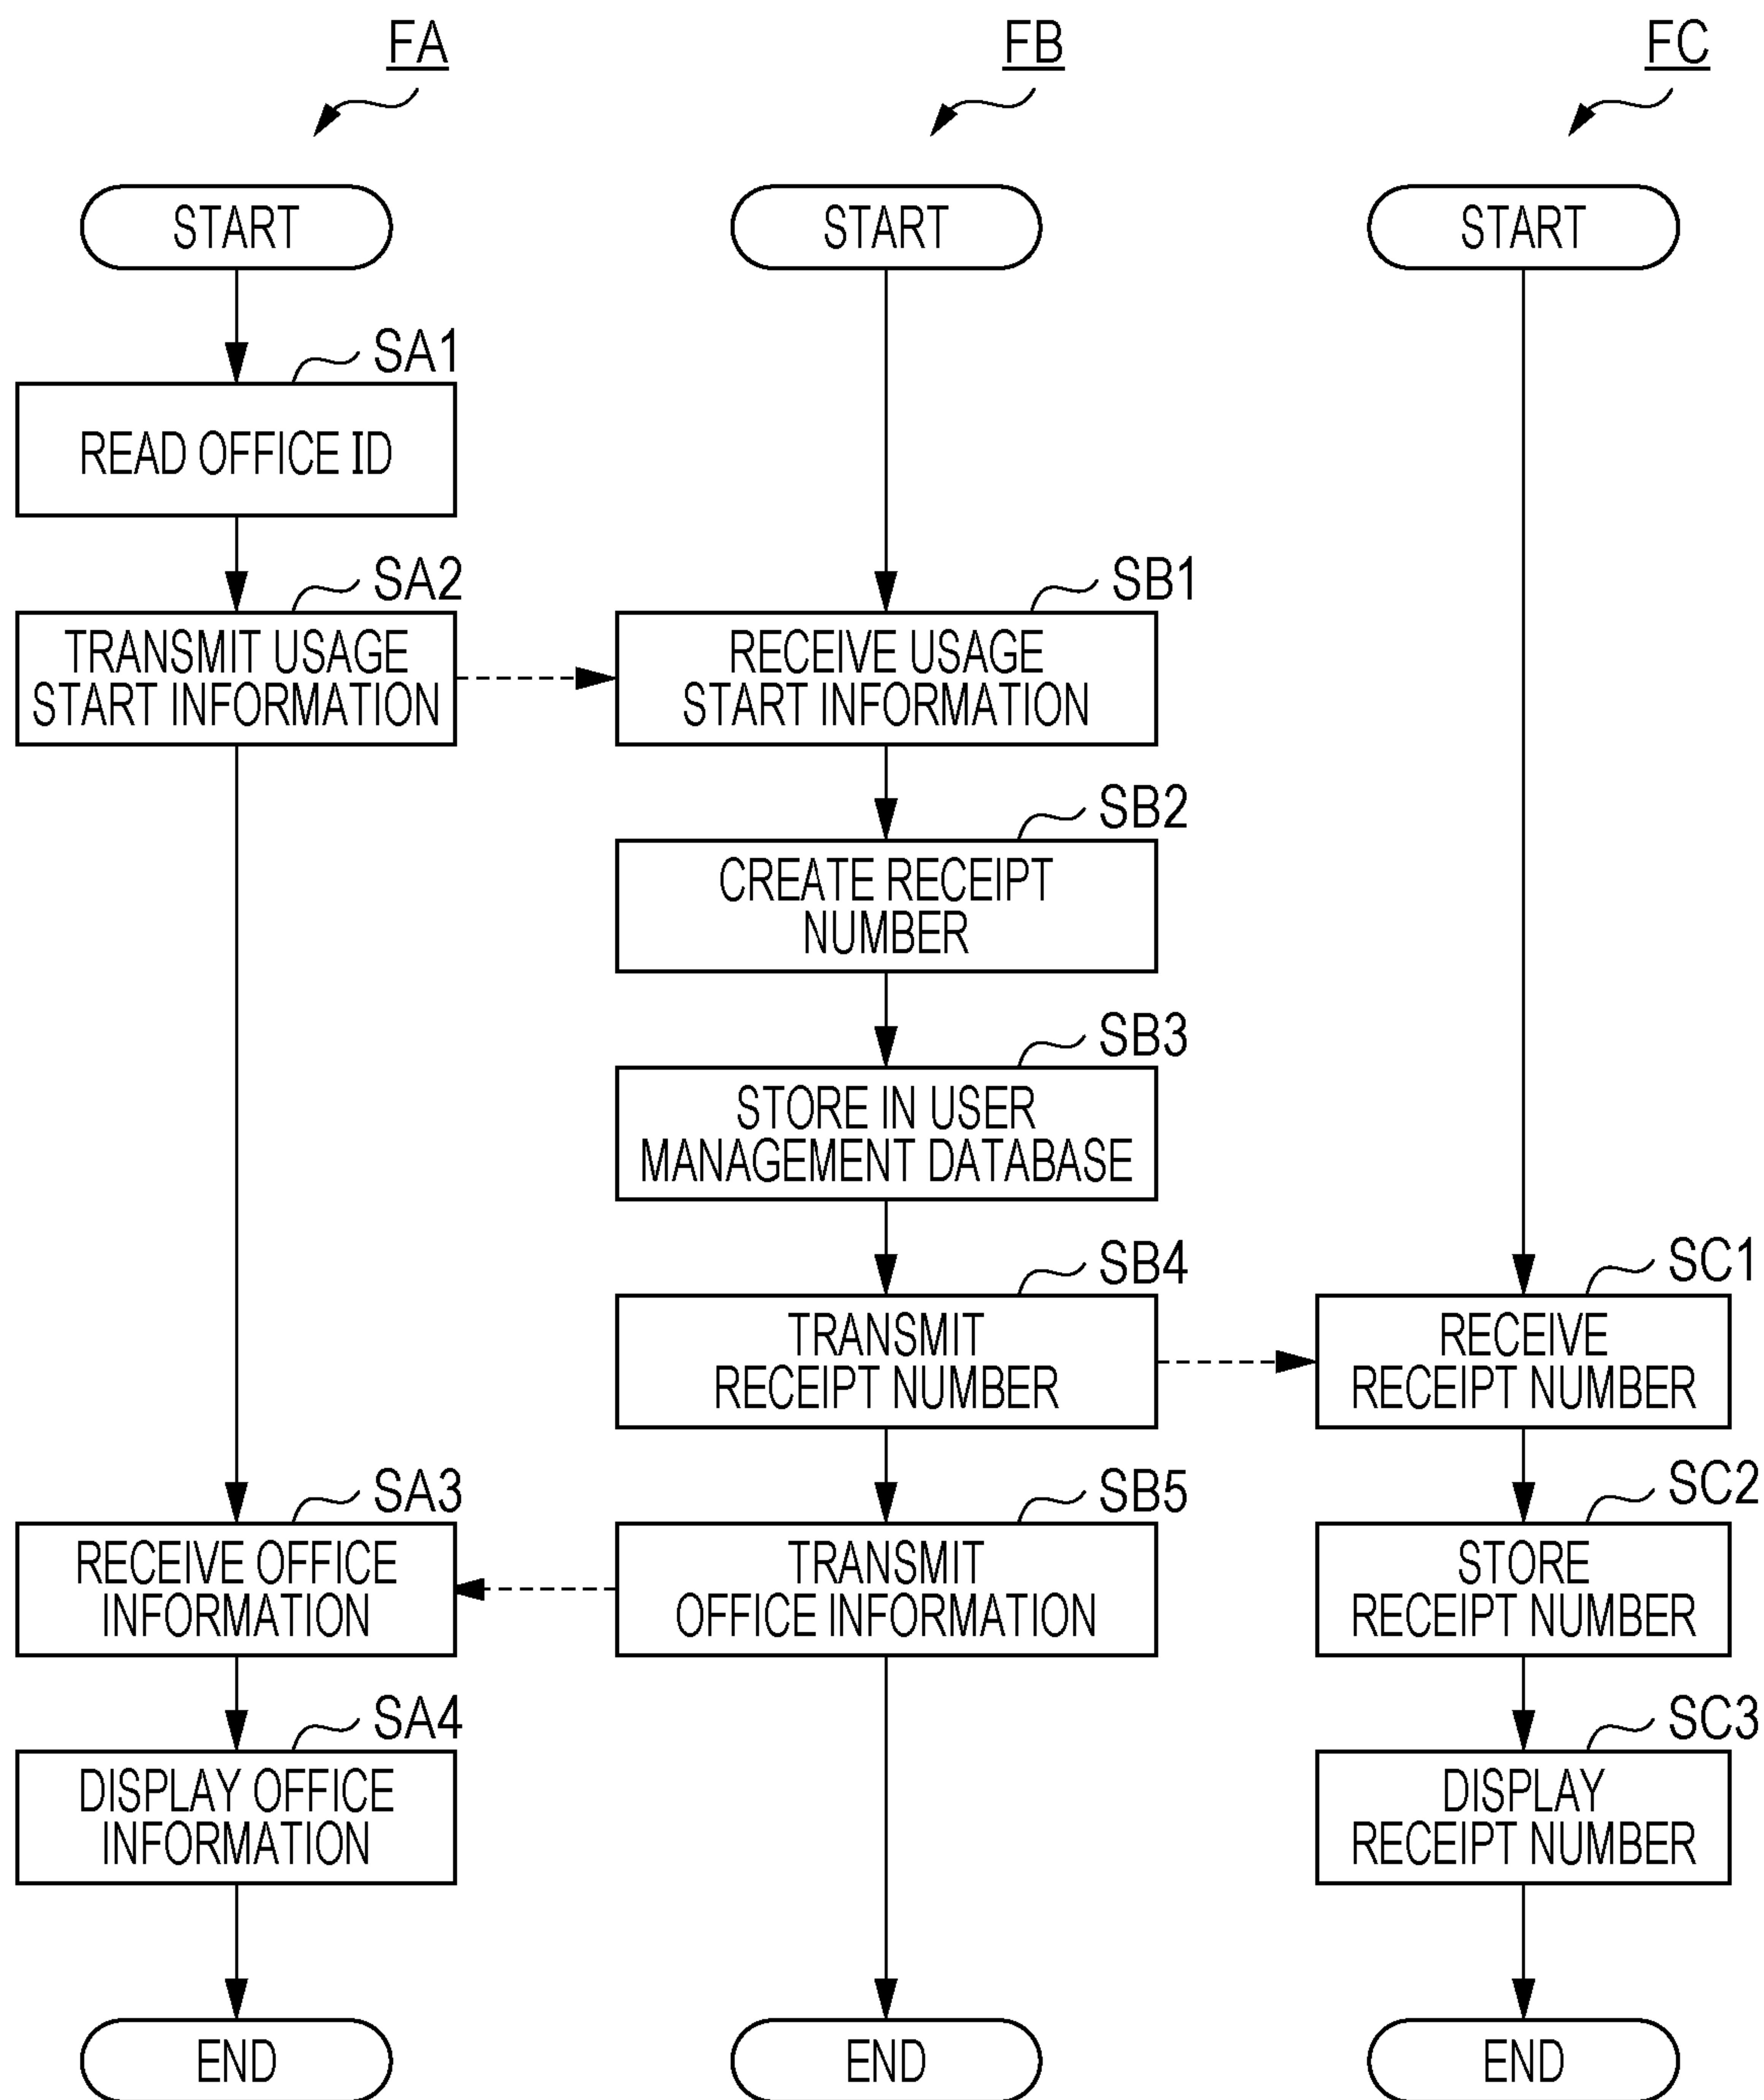 FA
FB
FC
START
START
START
SA1
READ OFFICE ID
SA2
TRANSMIT USAGE
START INFORMATION
SB1
RECEIVE USAGE
START INFORMATION
SB2
CREATE RECEIPT
NUMBER
SB3
STORE IN USER
MANAGEMENT DATABASE
SB4
TRANSMIT
RECEIPT NUMBER
SC1
RECEIVE
RECEIPT NUMBER
SA3
RECEIVE OFFICE
INFORMATION
SB5
TRANSMIT
OFFICE INFORMATION
SC2
STORE
RECEIPT NUMBER
SA4
DISPLAY OFFICE
INFORMATION
SC3
DISPLAY
RECEIPT NUMBER
END
END
END